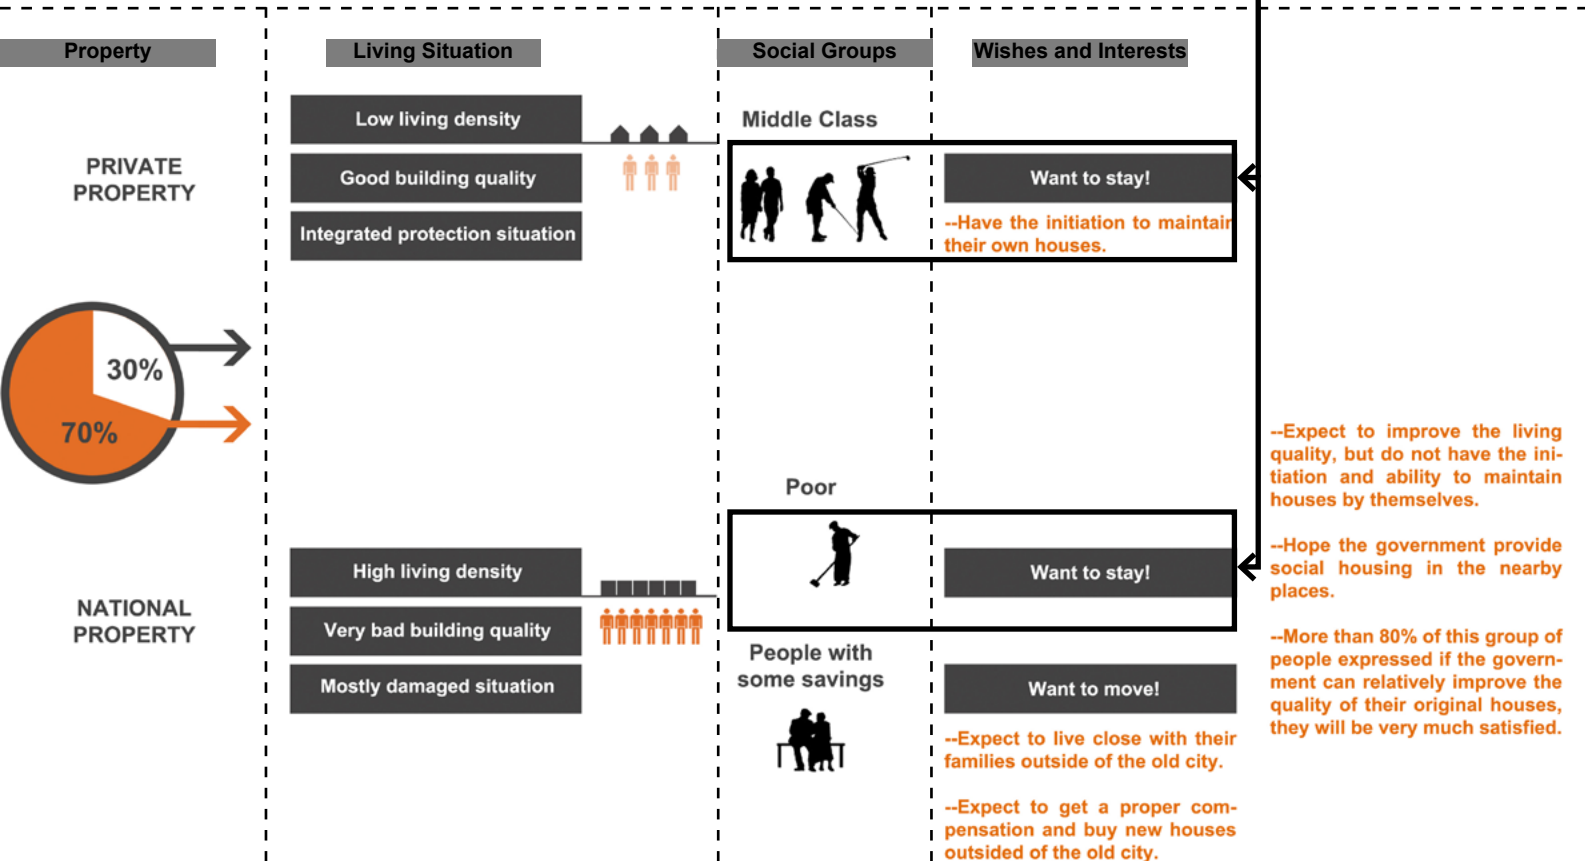 Property
Living Situation
Social Groups
Wishes and Interests
PRIVATE
PROPERTY
Low living density
Good building quality
Integrated protection situation
Middle Class
Want to stay!
--Have the initiation to maintain
their own houses.
30%
70%
NATIONAL
PROPERTY
High living density
Very bad building quality
Mostly damaged situation
Poor
Want to stay!
--Expect to improve the living
quality, but do not have the ini-
tiation and ability to maintain
houses by themselves.
--Hope the government provide
social housing in the nearby
places.
--More than 80% of this group of
people expressed if the govern-
ment can relatively improve the
quality of their original houses,
they will be very much satisfied.
People with
some savings
Want to move!
--Expect to live close with their
families outside of the old city.
--Expect to get a proper com-
pensation and buy new houses
outsided of the old city.